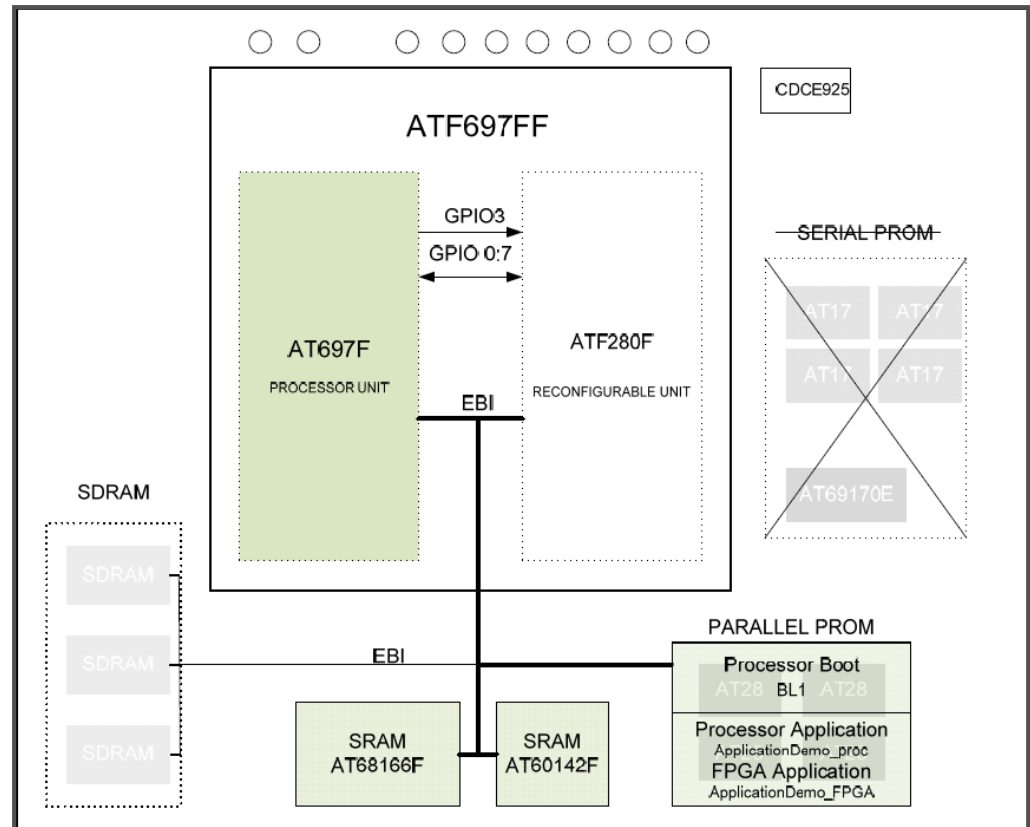 CDCE925
ATF697FF
GPIO3
GPIO 0:7
SERIAL PROM
AT17 AT17
AT17 AT17
AT697F
PROCESSOR UNIT
ATF280F
RECONFIGURABLE UNIT
EBI
AT69170E
SDRAM
SDRAM
SDRAM
SDRAM
EBI
PARALLEL PROM
Processor Boot
AT28 BL1 AT28
Processor Application
ApplicationDemo_proc
FPGA Application
AT28 AT28
ApplicationDemo_FPGA
SRAM
AT68166F
SRAM
AT60142F